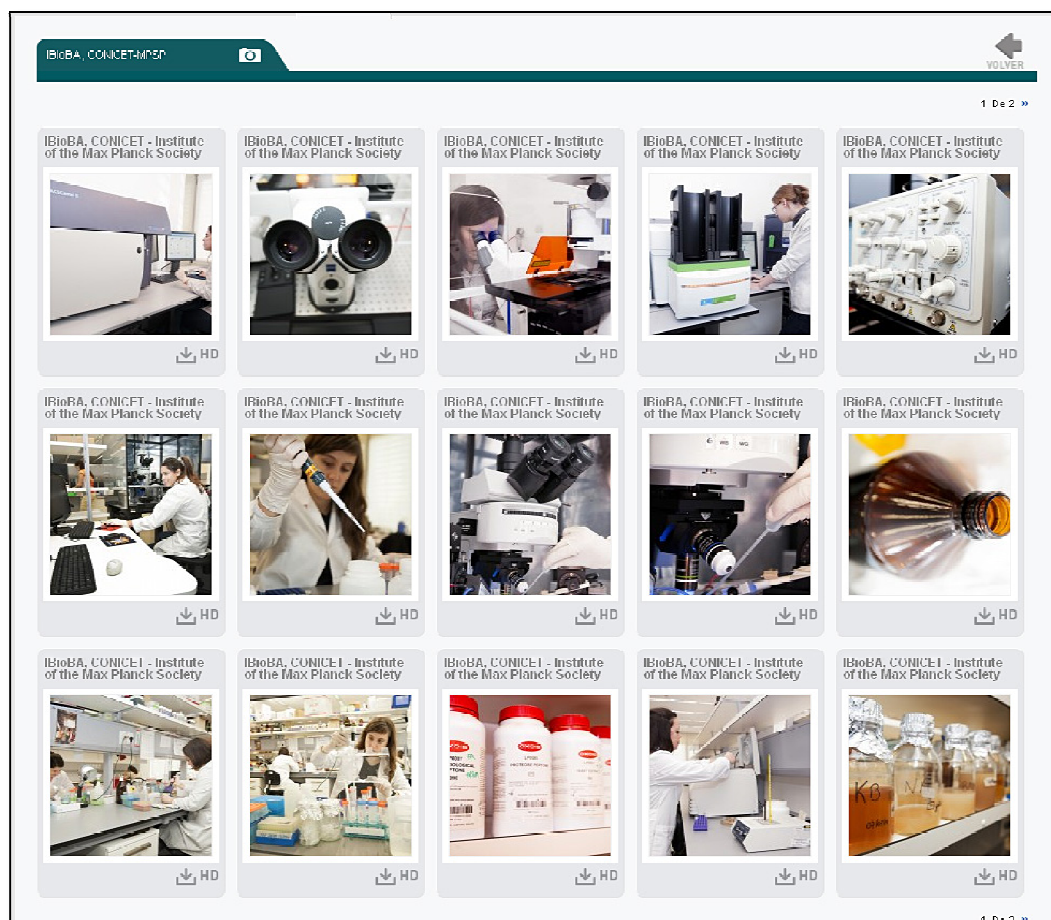 IBioBA, CONICET-MPSP
VOLVER
1 De 2 »
IBioBA, CONICET - Institute
of the Max Planck Society
IBioBA, CONICET - Institute
of the Max Planck Society
IBioBA, CONICET - Institute
of the Max Planck Society
IBioBA, CONICET - Institute
of the Max Planck Society
IBioBA, CONICET - Institute
of the Max Planck Society
HD
HD
HD
HD
HD
IBioBA, CONICET - Institute
of the Max Planck Society
IBioBA, CONICET - Institute
of the Max Planck Society
IBioBA, CONICET - Institute
of the Max Planck Society
IBioBA, CONICET - Institute
of the Max Planck Society
IBioBA, CONICET - Institute
of the Max Planck Society
HD
HD
HD
HD
HD
IBioBA, CONICET - Institute
of the Max Planck Society
IBioBA, CONICET - Institute
of the Max Planck Society
IBioBA, CONICET - Institute
of the Max Planck Society
IBioBA, CONICET - Institute
of the Max Planck Society
IBioBA, CONICET - Institute
of the Max Planck Society
KB
HD
HD
HD
HD
HD
1 De 2 »